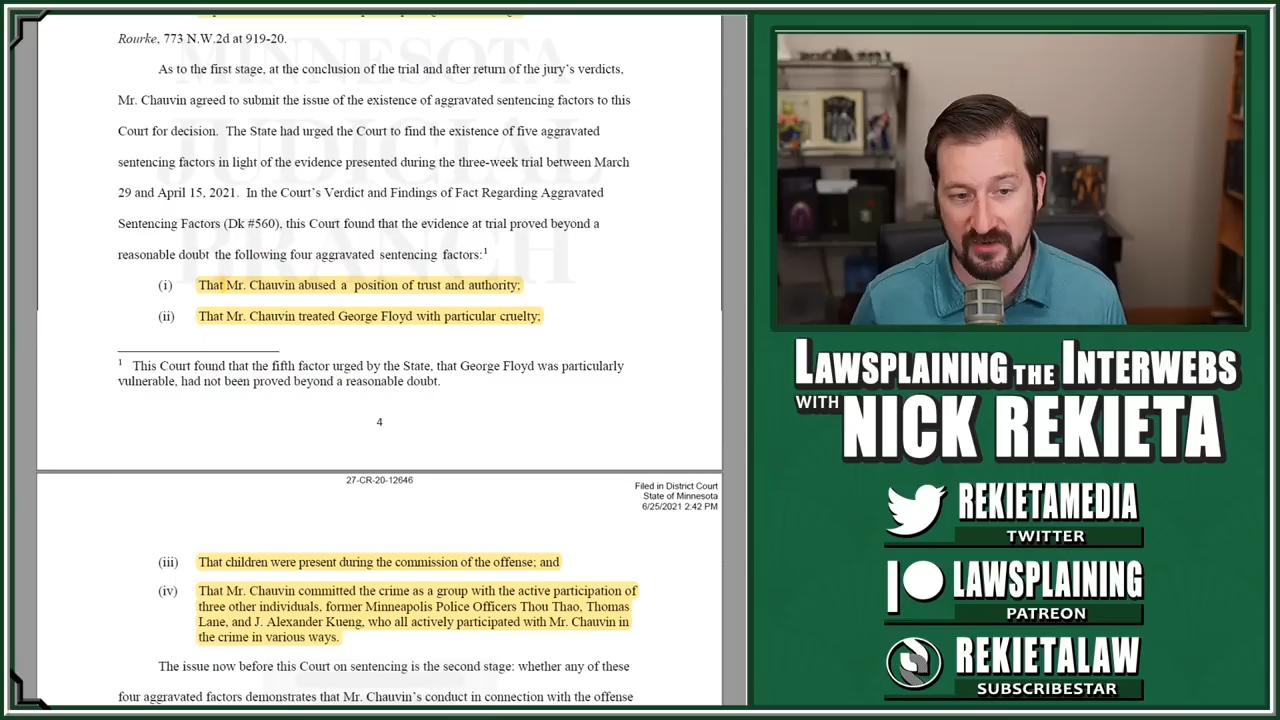 Rourke, 773 N.W.2d at 919-20.
As to the first stage, at the conclusion of the trial and after return of the jury's verdicts,
Mr. Chauvin agreed to submit the issue of the existence of aggravated sentencing factors to this
Court for decision. The State had urged the Court to find the existence of five aggravated
sentencing factors in light of the evidence presented during the three-week trial between March
29 and April 15, 2021. In the Court's Verdict and Findings of Fact Regarding Aggravated
Sentencing Factors (Dk #560), this Court found that the evidence at trial proved beyond a
reasonable doubt the following four aggravated sentencing factors:1
(i) That Mr. Chauvin abused a position of trust and authority;
(ii) That Mr. Chauvin treated George Floyd with particular cruelty;
1 This Court found that the fifth factor urged by the State, that George Floyd was particularly
vulnerable, had not been proved beyond a reasonable doubt.
4
27-CR-20-12646
Filed in District Court
State of Minnesota
6/25/2021 2:42 PM
(iii) That children were present during the commission of the offense; and
(iv) That Mr. Chauvin committed the crime as a group with the active participation of
three other individuals, former Minneapolis Police Officers Thou Thao, Thomas
Lane, and J. Alexander Kueng, who all actively participated with Mr. Chauvin in
the crime in various ways.
The issue now before this Court on sentencing is the second stage: whether any of these
four aggravated factors demonstrates that Mr. Chauvin's conduct in connection with the offense
MINNESOTA
JUDICIAL
BRANCH
LAWSPLAINING THE INTERWEBS
WITH NICK REKIETA
REKIETAMEDIA
TWITTER
LAWSPLAINING
PATREON
REKIETALAW
SUBSCRIBESTAR